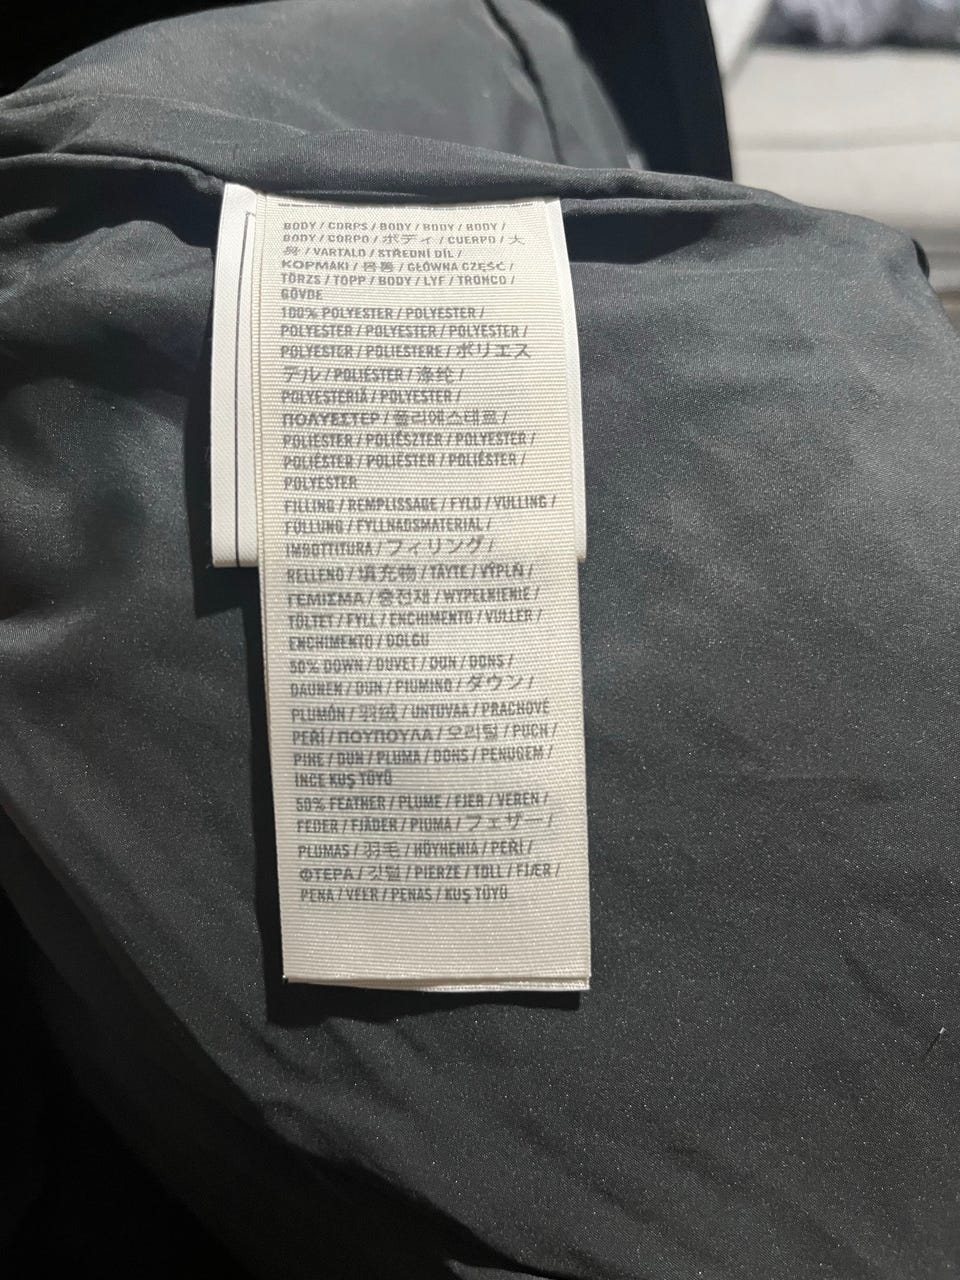 BODY / CORPS / BODY / BODY / BODY /
BODY / CORPO / ボディ / CUERPO / 大
身 / VARTALO / STŘEDNÍ DÍL /
ΚΟΡΜΑΚΙ / 몸통 / GŁÓWNA CZĘŚĆ /
TÖRZS / TOPP / BODY / LYF / TRONCO /
GÖVDE
100% POLYESTER / POLYESTER /
POLYESTER / POLYESTER / POLYESTER /
POLYESTER / POLIESTERE / ポリエス
テル / POLIÉSTER / 涤纶 /
POLYESTERIÄ / POLYESTER /
ΠΟΛΥΕΣΤΕΡ / 폴리에스테르 /
POLIESTER / POLIÉSZTER / POLYESTER /
POLIÉSTER / POLIËSTER / POLIÉSTER /
POLYESTER
FILLING / REMPLISSAGE / FYLD / VULLING /
FÜLLUNG / FYLLNADSMATERIAL /
IMBOTTITURA / フィリング /
RELLENO / 填充物 / TÄYTE / VÝPLŇ /
ΓΕΜΙΣΜΑ / 충전재 / WYPEŁNIENIE /
TÖLTET / FYLL / ENCHIMENTO / VULLER /
ENCHIMENTO / DOLGU
50% DOWN / DUVET / DUN / DONS /
DAUNEN / DUN / PIUMINO / ダウン /
PLUMÓN / 羽绒 / UNTUVAA / PRACHOVÉ
PEŘÍ / ΠΟΥΠΟΥΛΑ / 오리털 / PUCH /
PIHE / DUN / PLUMA / DONS / PENUGEM /
INCE KUŞ TÜYÜ
50% FEATHER / PLUME / FJER / VEREN /
FEDER / FJÄDER / PIUMA / フェザー /
PLUMAS / 羽毛 / HÖYHENIÄ / PEŘÍ /
ΦΤΕΡΑ / 깃털 / PIERZE / TOLL / FJÆR /
PENA / VEER / PENAS / KUŞ TÜYÜ